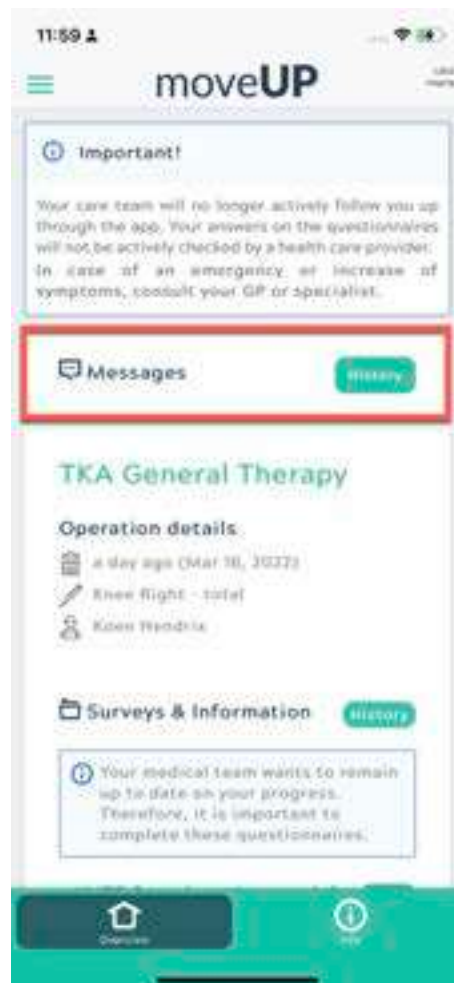 11:59
moveUP
Important!
Your care team will no longer actively follow you up
through the app. Your answers on the questionnaires
will not be actively checked by a health care provider.
In case of an emergency or increase of
symptoms, consult your GP or specialist.
Messages
History
TKA General Therapy
Operation details
a day ago (Mar 16, 2022)
Knee Right - total
Koen Hendrix
Surveys & Information
History
Your medical team wants to remain
up to date on your progress.
Therefore, it is important to
complete these questionnaires.
Overview